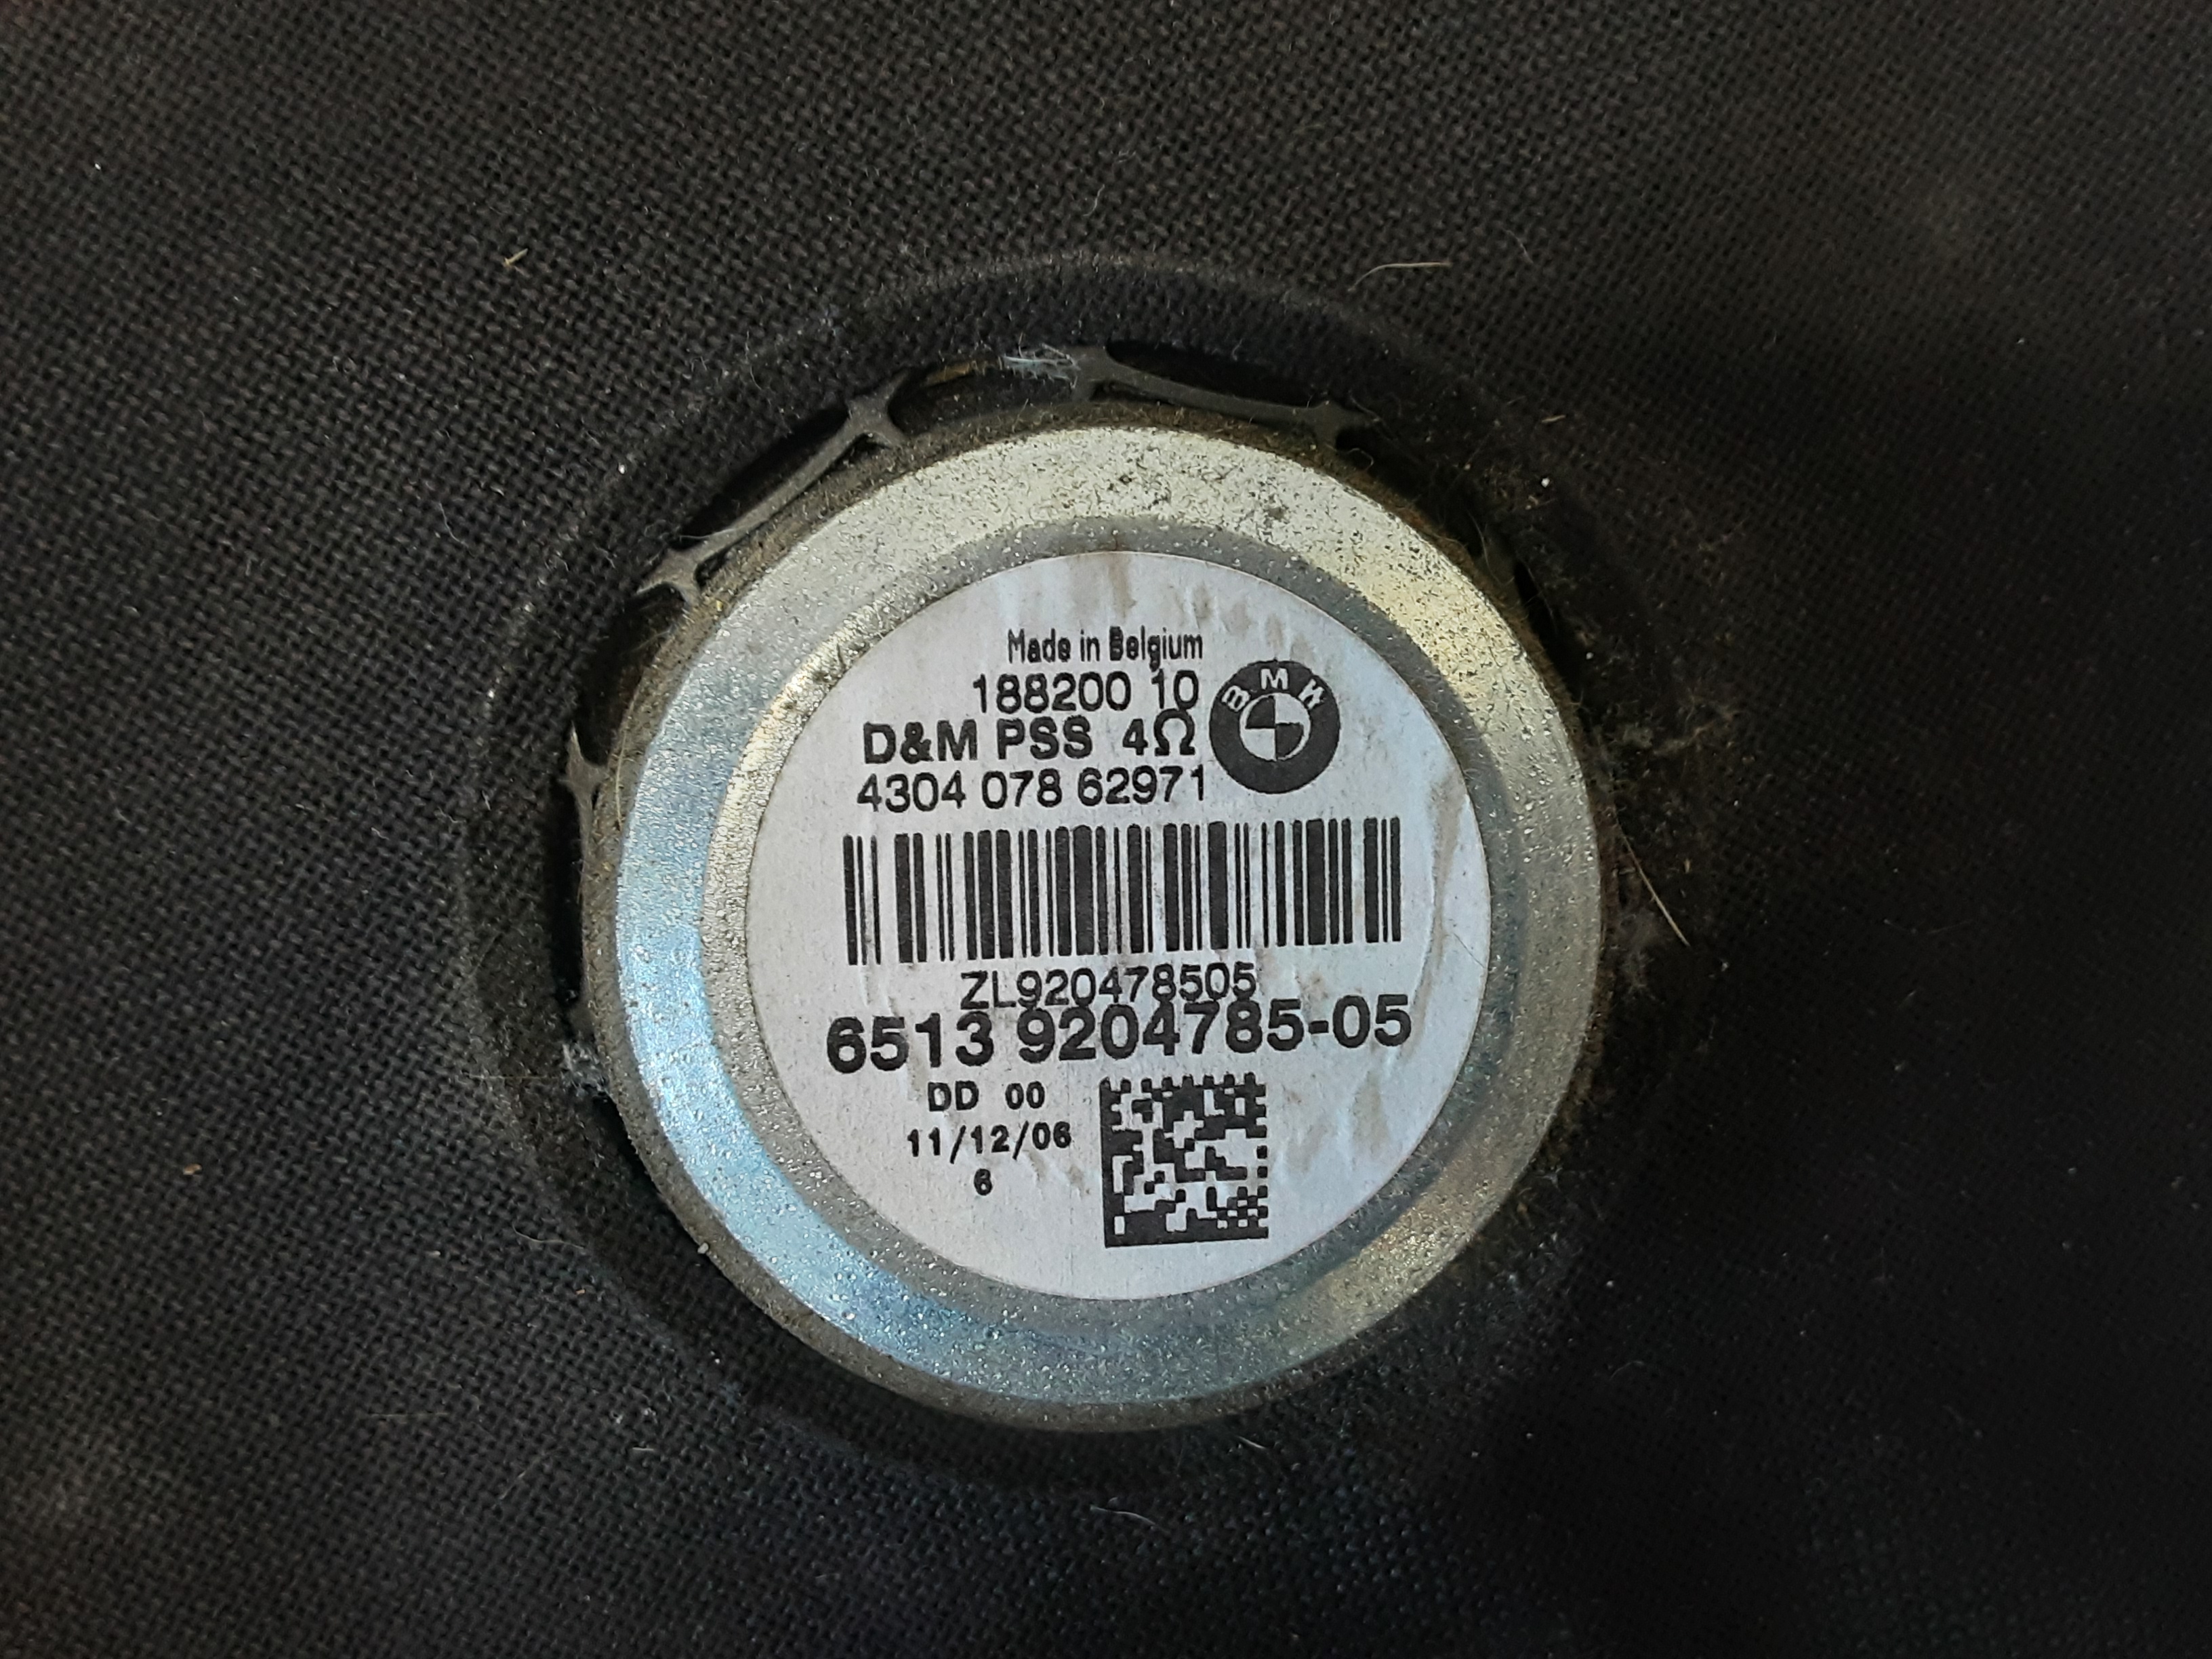 Made in Belgium
188200 10
BMW
D&M PSS 4Ω
4304 078 62971
ZL920478505
6513 9204785-05
DD 00
11/12/06
6